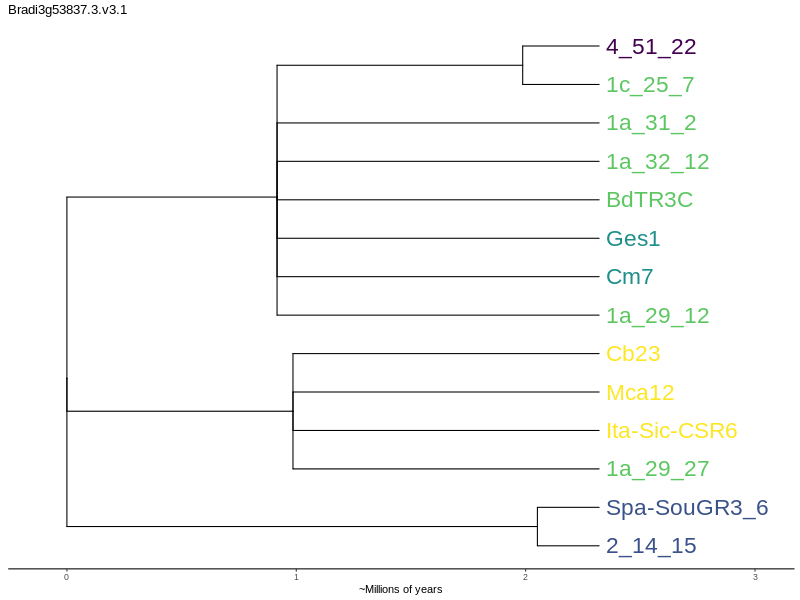 Bradi3g53837.3.v3.1
4_51_22
1c_25_7
1a_31_2
1a_32_12
BdTR3C
Ges1
Cm7
1a_29_12
Cb23
Mca12
Ita-Sic-CSR6
1a_29_27
Spa-SouGR3_6
2_14_15
0 1 2 3
~Millions of years